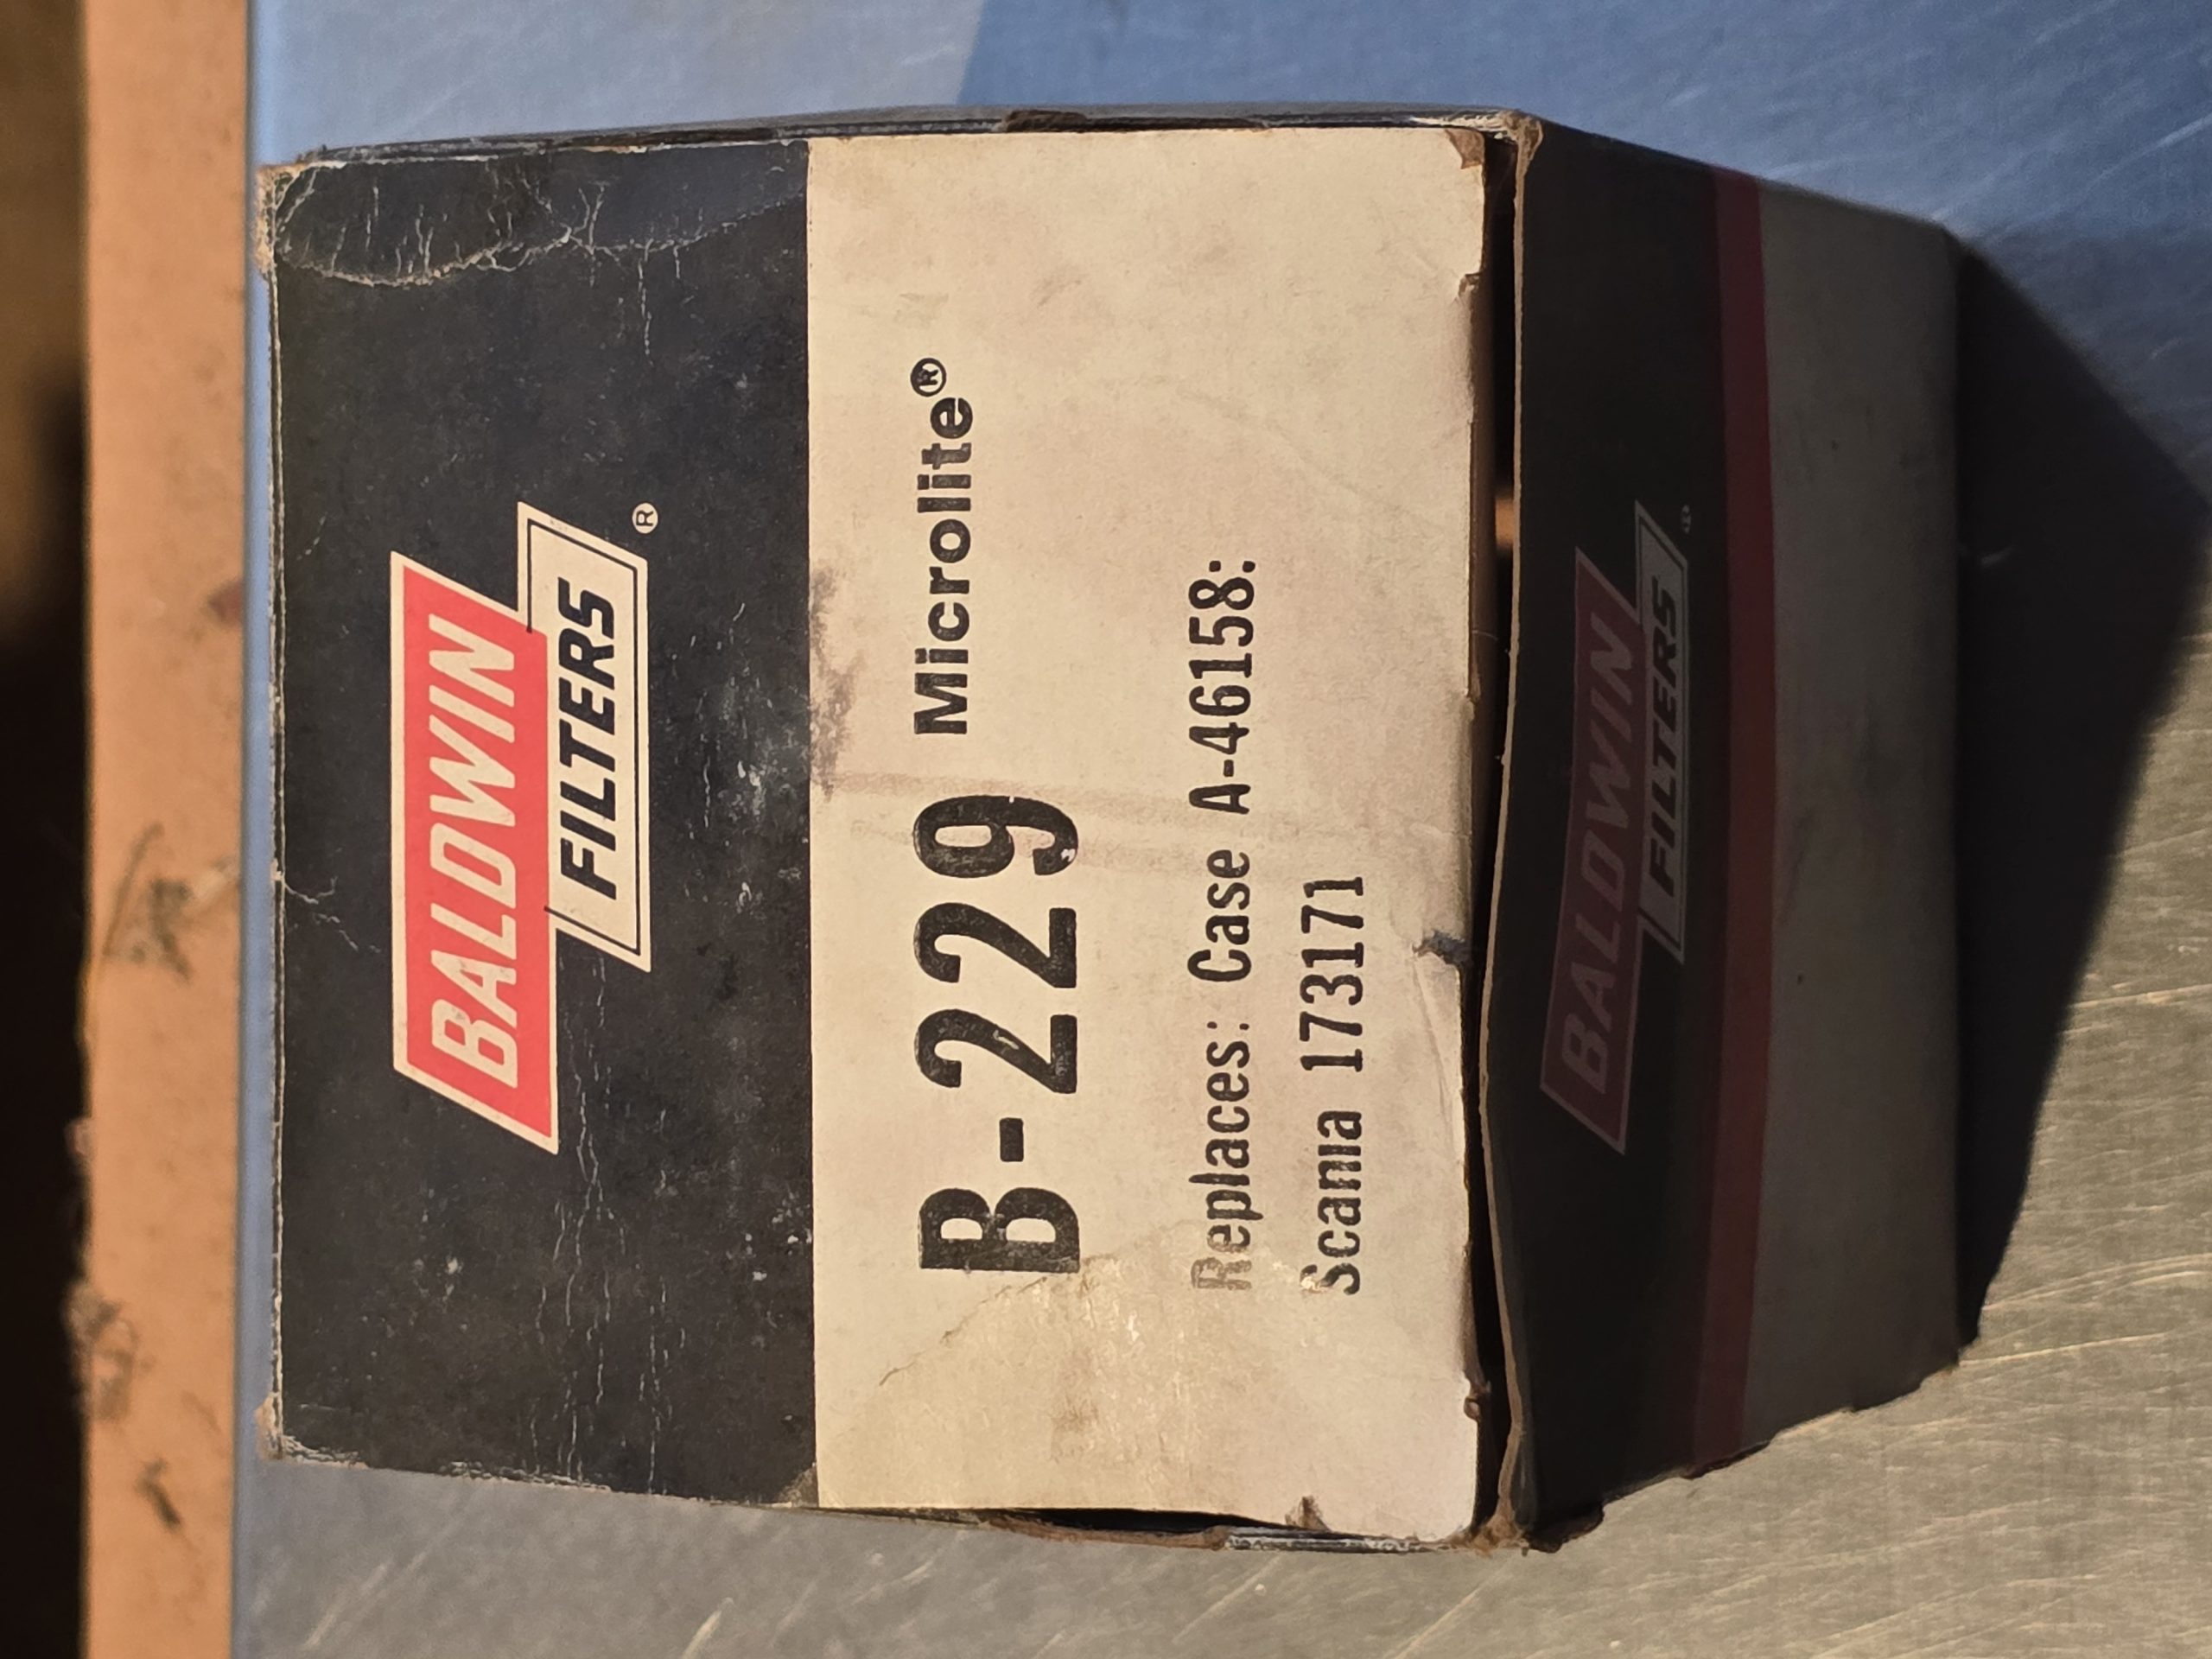 BALDWIN
FILTERS®
B-229 Microlite®
Replaces: Case A-46158:
Scania 173171
BALDWIN
FILTERS®